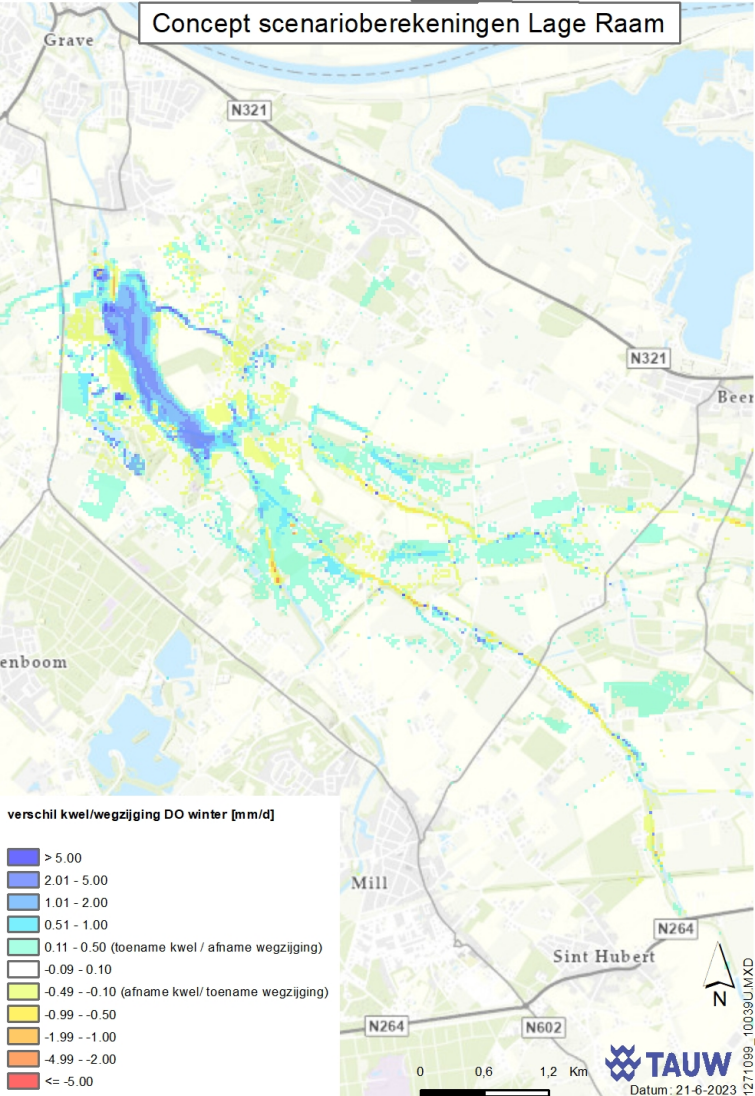 Concept scenarioberekeningen Lage Raam
Grave
N321
N321
Beer
enboom
verschil kwel/wegzijging DO winter [mm/d]
> 5.00
2.01 - 5.00
1.01 - 2.00
0.51 - 1.00
0.11 - 0.50 (toename kwel / afname wegzijging)
-0.09 - 0.10
-0.49 - -0.10 (afname kwel/ toename wegzijging)
-0.99 - -0.50
-1.99 - -1.00
-4.99 - -2.00
<= -5.00
Mill
N264
Sint Hubert
N
N264
N602
0 0,6 1,2 Km
TAUW
Datum: 21-6-2023
1271099_10039U.MXD